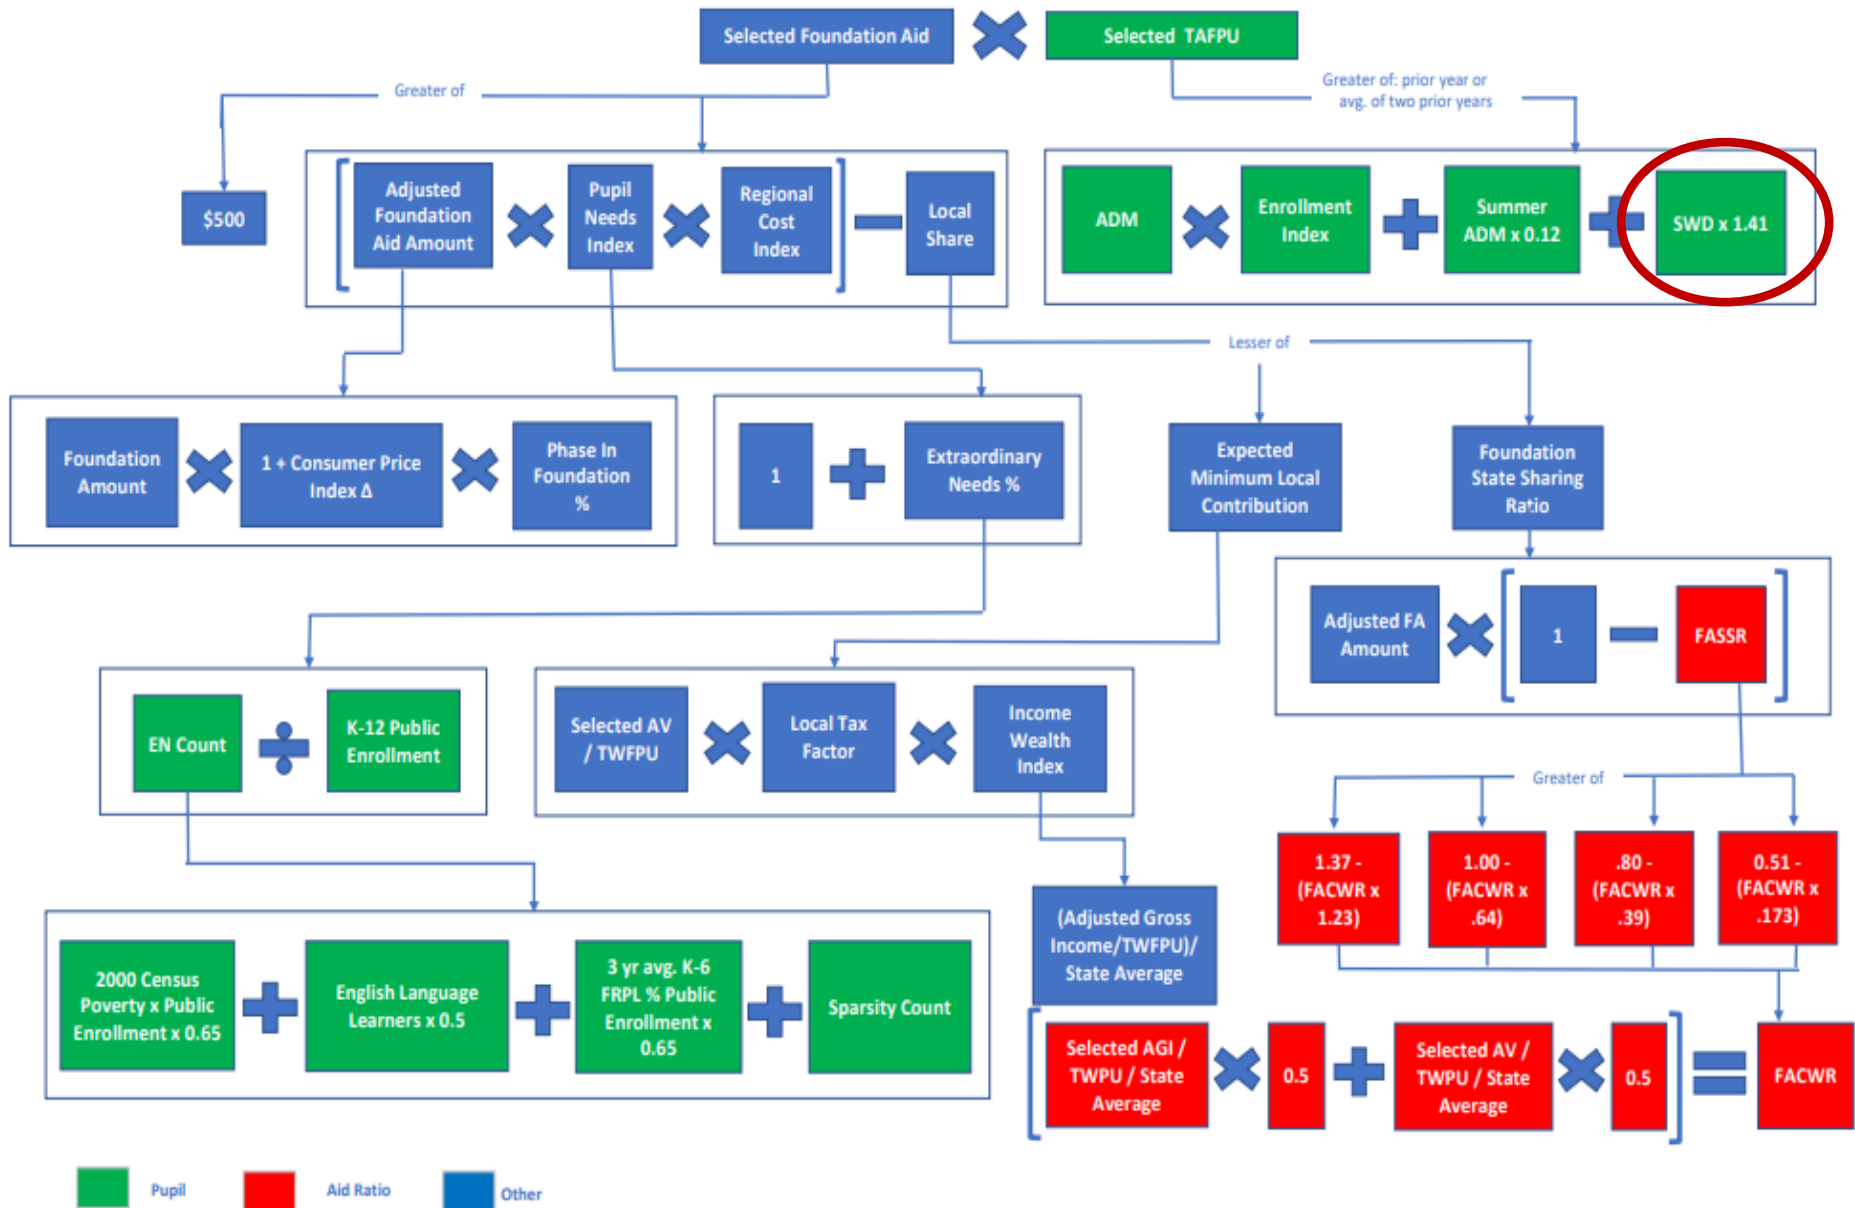 Selected Foundation Aid
Selected TAFPU
Greater of
Greater of: prior year or
avg. of two prior years
$500
Adjusted
Foundation
Aid Amount
Pupil
Needs
Index
Regional
Cost
Index
Local
Share
ADM
Enrollment
Index
Summer
ADM x 0.12
SWD x 1.41
Lesser of
Foundation
Amount
1 + Consumer Price
Index Δ
Phase In
Foundation
%
1
Extraordinary
Needs %
Expected
Minimum Local
Contribution
Foundation
State Sharing
Ratio
Adjusted FA
Amount
1
FASSR
EN Count
K-12 Public
Enrollment
Selected AV
/ TWFPU
Local Tax
Factor
Income
Wealth
Index
Greater of
1.37 -
(FACWR x
1.23)
1.00 -
(FACWR x
.64)
.80 -
(FACWR x
.39)
0.51 -
(FACWR x
.173)
(Adjusted Gross
Income/TWFPU)/
State Average
2000 Census
Poverty x Public
Enrollment x 0.65
English Language
Learners x 0.5
3 yr avg. K-6
FRPL % Public
Enrollment x
0.65
Sparsity Count
Selected AGI /
TWPU / State
Average
0.5
Selected AV /
TWPU / State
Average
0.5
FACWR
Pupil
Aid Ratio
Other